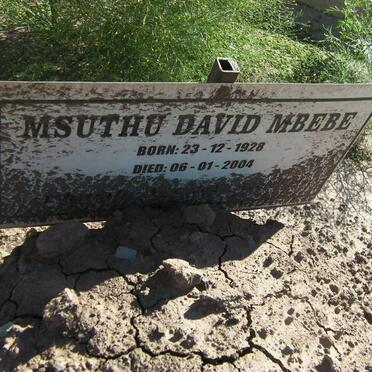 MSUTHU DAVID MBEBE
BORN: 23 - 12 - 1928
DIED: 06 - 01 - 2004